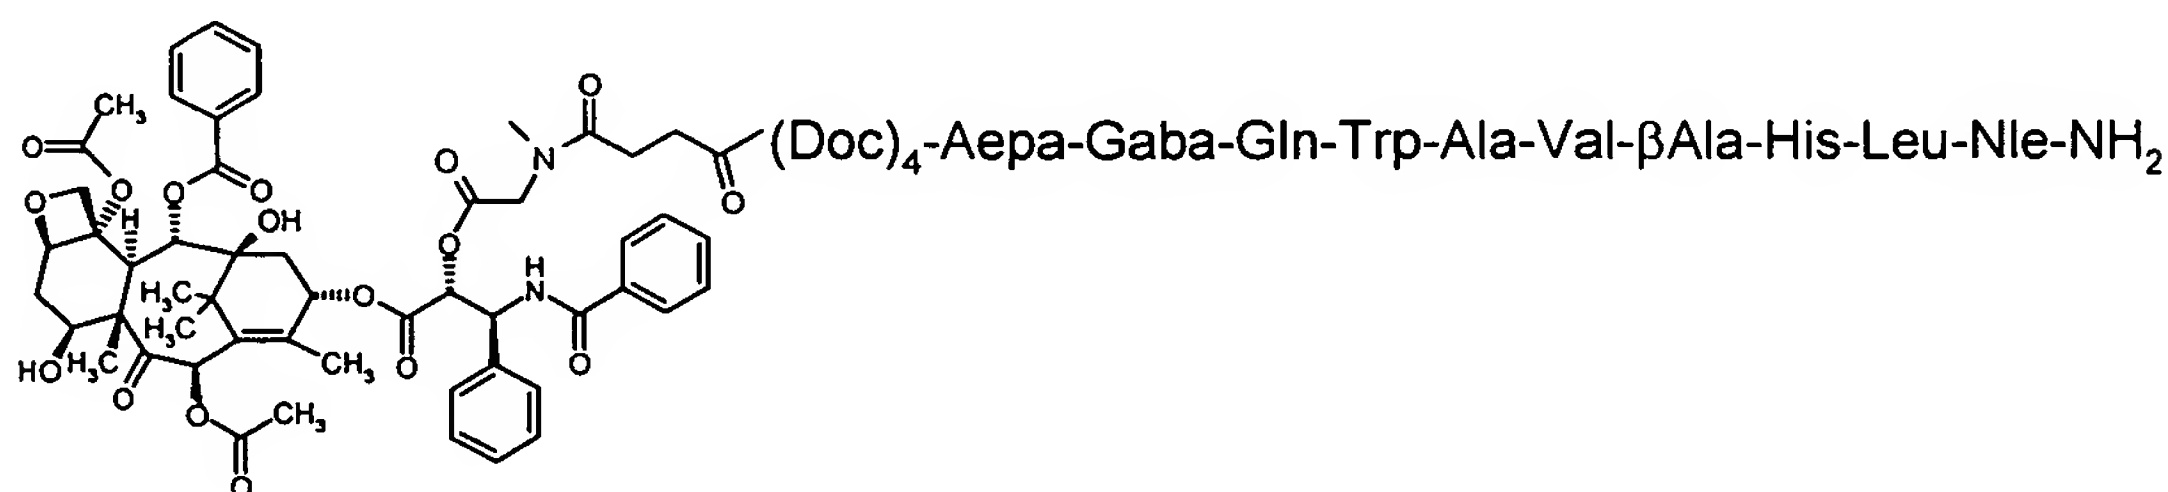 O
CH₃
O N (Doc)₄-Aepa-Gaba-Gln-Trp-Ala-Val-βAla-His-Leu-Nle-NH₂
O
O O O O
O H OH
O
H
H₃C O N
H₃C
HO H₃C CH₃ O O
O
O CH₃
O